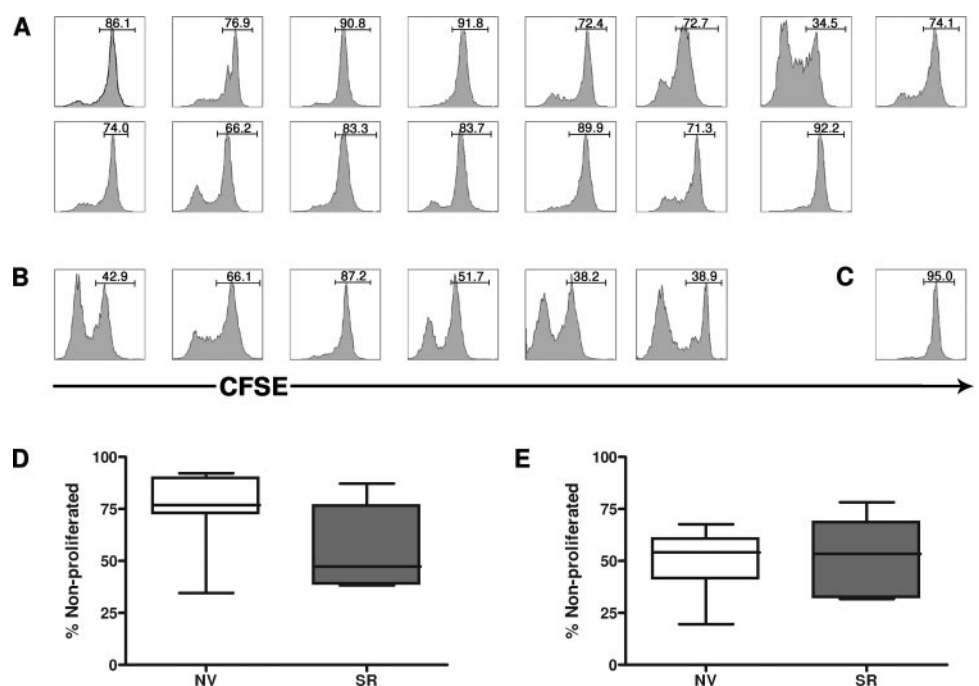 A
86.1 76.9 90.8 91.8 72.4 72.7 34.5 74.1
74.0 66.2 83.3 83.7 89.9 71.3 92.2
B
42.9 66.1 87.2 51.7 38.2 38.9
C
95.0
CFSE
D
% Non-proliferated
100
75
50
25
0
NV SR
E
% Non-proliferated
100
75
50
25
0
NV SR